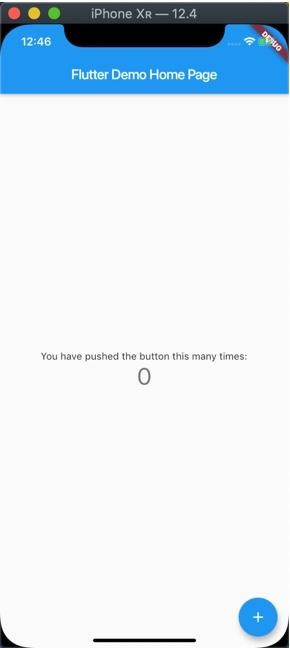 iPhone XR — 12.4
12:46
DEBUG
Flutter Demo Home Page
You have pushed the button this many times:
0
+